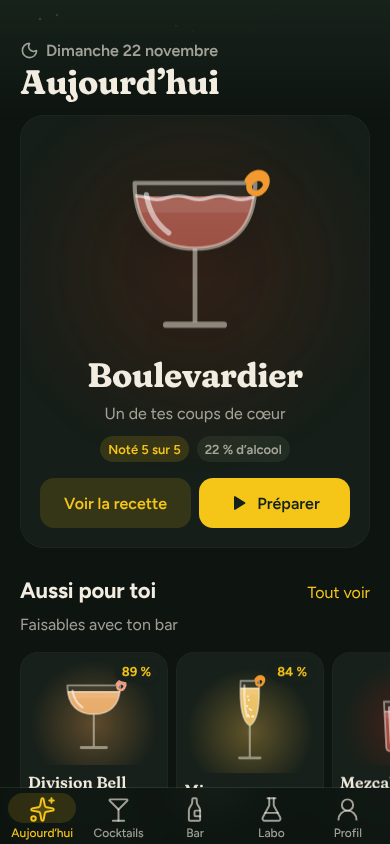 Dimanche 22 novembre
Aujourd’hui
Boulevardier
Un de tes coups de cœur
Noté 5 sur 5
22 % d’alcool
Voir la recette
Préparer
Aussi pour toi
Tout voir
Faisables avec ton bar
89 %
84 %
Division Bell
Aujourd’hui
Cocktails
Bar
Labo
Profil